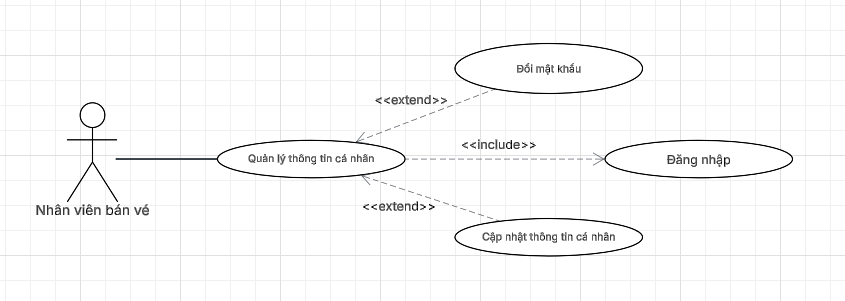 Đổi mật khẩu
<<extend>>
<<include>>
Quản lý thông tin cá nhân
Đăng nhập
<<extend>>
Nhân viên bán vé
Cập nhật thông tin cá nhân